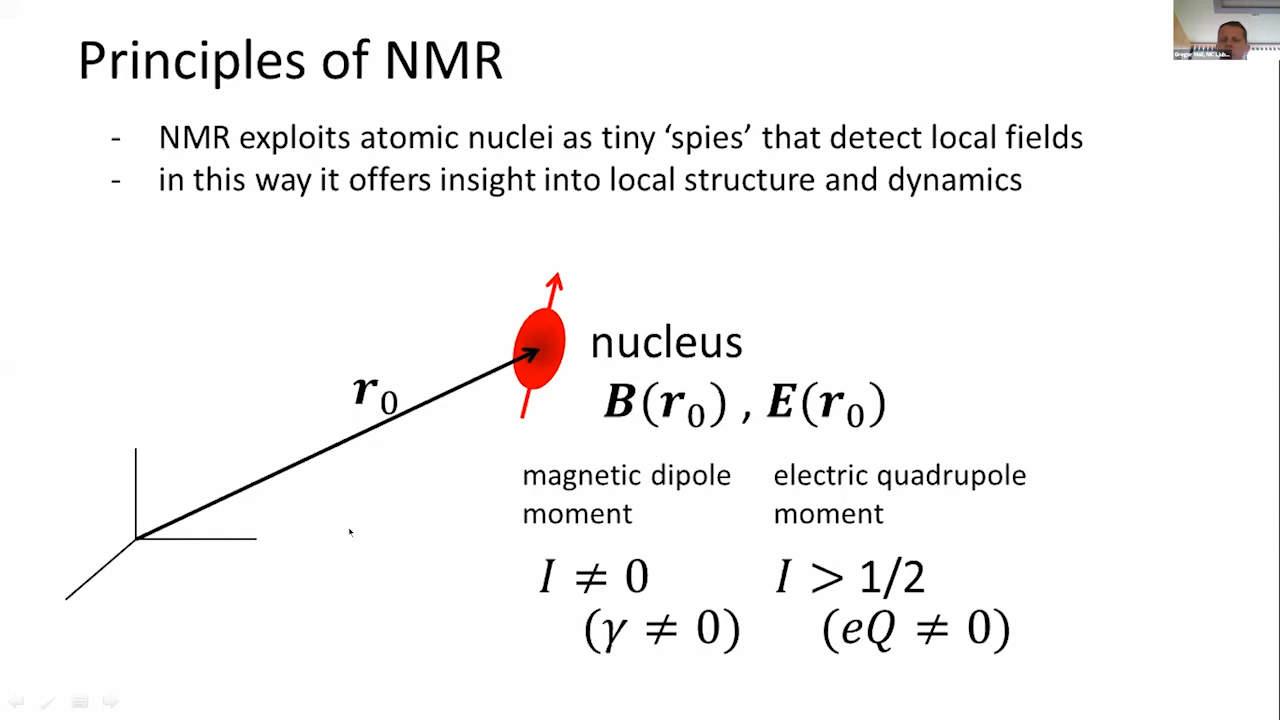 Principles of NMR
- NMR exploits atomic nuclei as tiny ‘spies’ that detect local fields
- in this way it offers insight into local structure and dynamics
nucleus
r₀
B(r₀) , E(r₀)
magnetic dipole moment
electric quadrupole moment
I ≠ 0
(γ ≠ 0)
I > 1/2
(eQ ≠ 0)